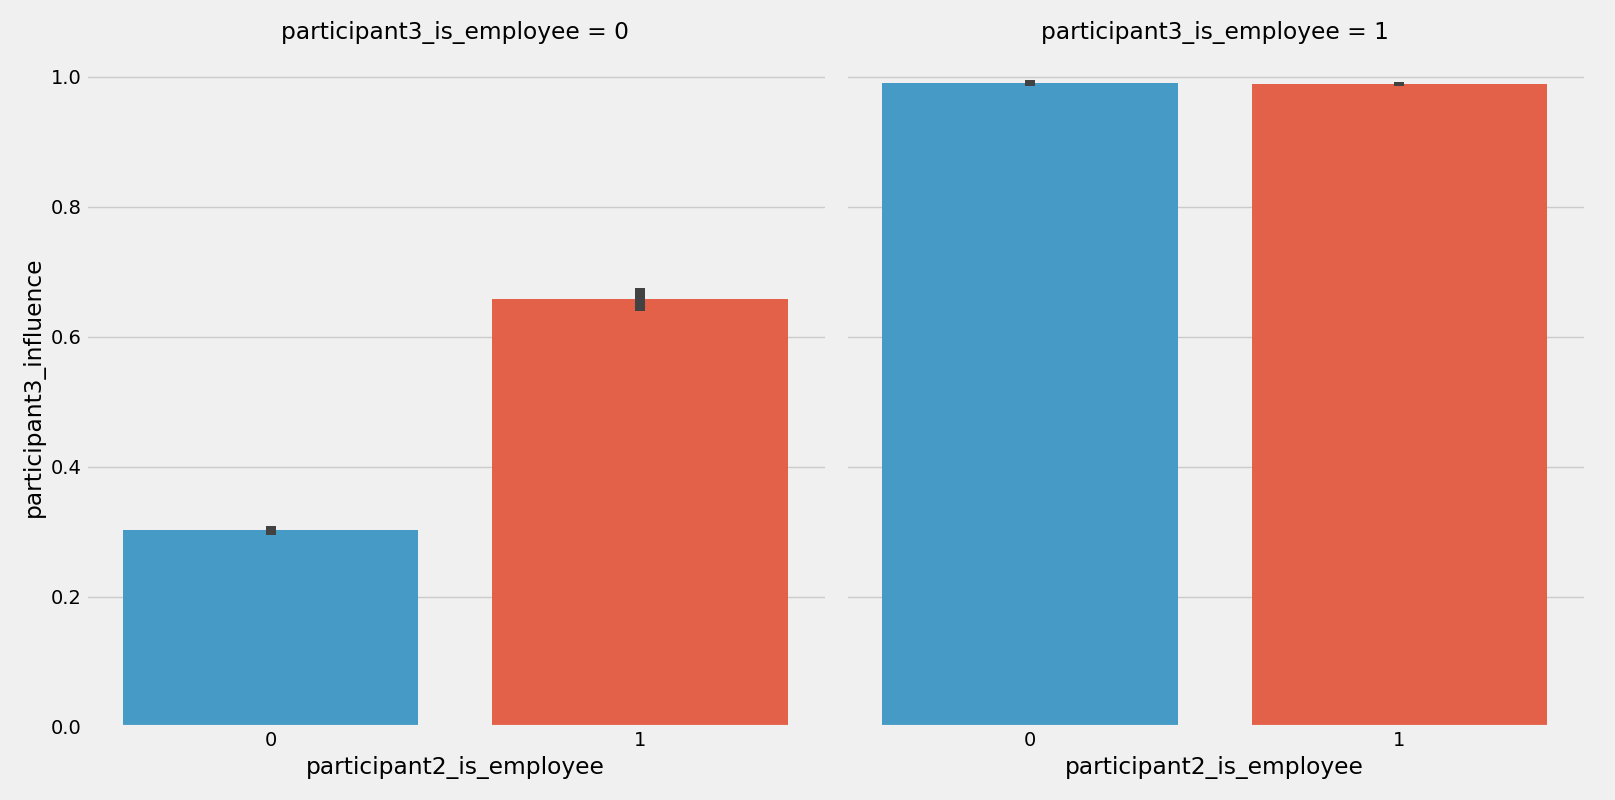 participant3_is_employee = 0
participant3_is_employee = 1
participant3_influence
1.0
0.8
0.6
0.4
0.2
0.0
0
1
0
1
participant2_is_employee
participant2_is_employee